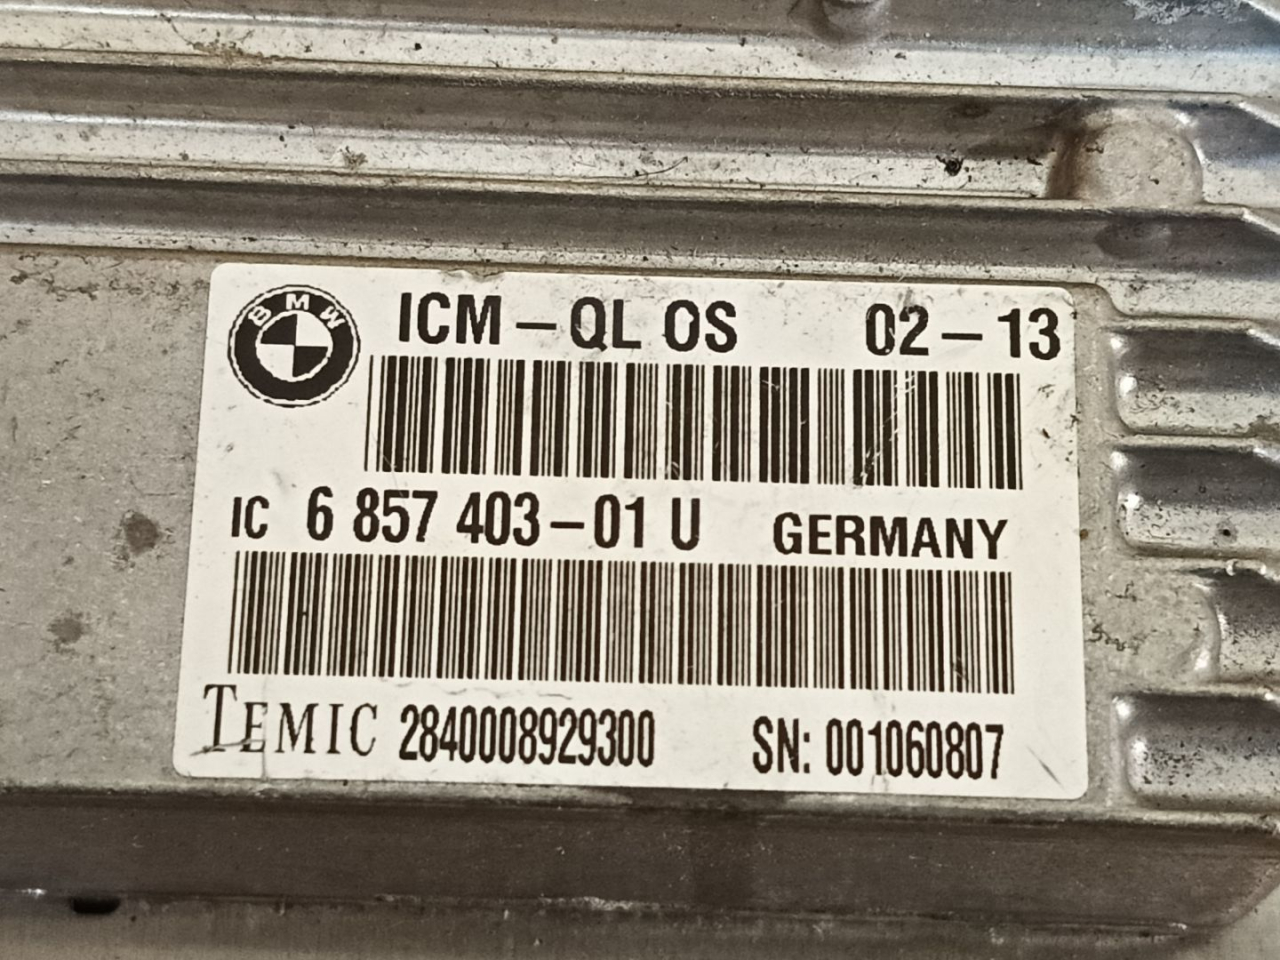 BMW
ICM – QL OS 02 – 13
IC 6 857 403 – 01 U GERMANY
TEMIC 2840008929300 SN: 001060807